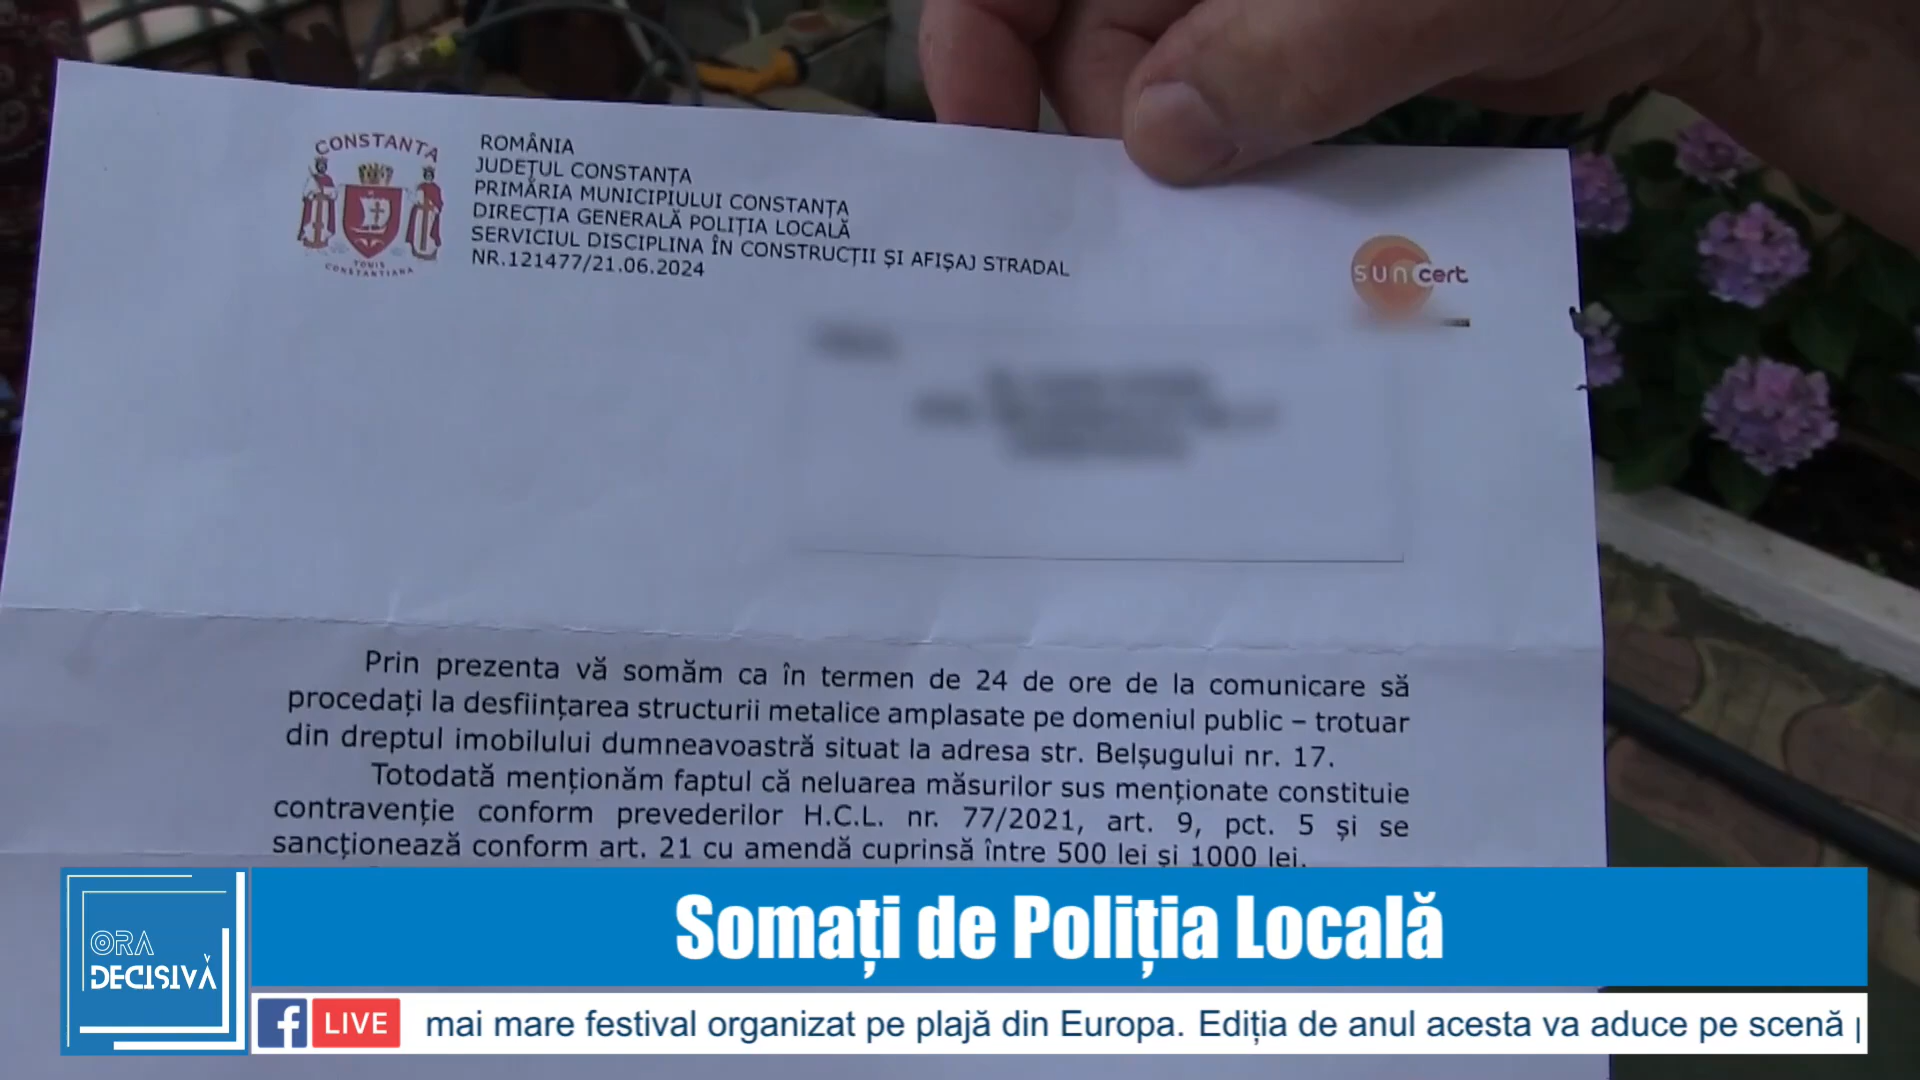 CONSTANȚA
TOMIS
CONSTANTIANA
ROMÂNIA
JUDEȚUL CONSTANȚA
PRIMĂRIA MUNICIPIULUI CONSTANȚA
DIRECȚIA GENERALĂ POLIȚIA LOCALĂ
SERVICIUL DISCIPLINA ÎN CONSTRUCȚII ȘI AFIȘAJ STRADAL
NR.121477/21.06.2024
suncert
Prin prezenta vă somăm ca în termen de 24 de ore de la comunicare să
procedați la desființarea structurii metalice amplasate pe domeniul public – trotuar
din dreptul imobilului dumneavoastră situat la adresa str. Belșugului nr. 17.
Totodată menționăm faptul că neluarea măsurilor sus menționate constituie
contravenție conform prevederilor H.C.L. nr. 77/2021, art. 9, pct. 5 și se
sancționează conform art. 21 cu amendă cuprinsă între 500 lei și 1000 lei.
Somați de Poliția Locală
ORA
DECISIVĂ
LIVE
mai mare festival organizat pe plajă din Europa. Ediția de anul acesta va aduce pe scenă